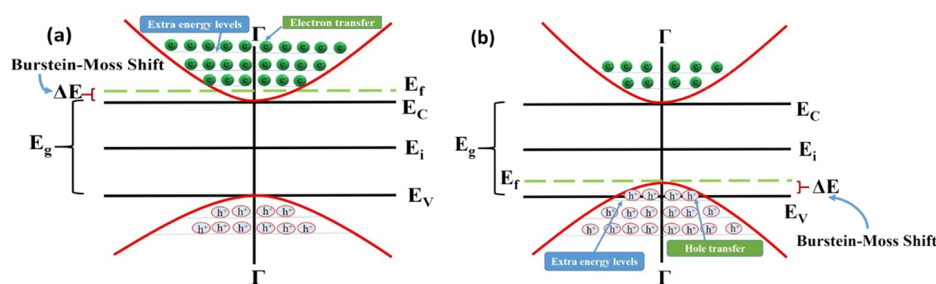 (a)
Extra energy levels
Γ
Electron transfer
Burstein-Moss Shift
ΔE
E_f
E_C
E_g
E_i
E_V
e e e e e e e e e
e e e e e e e
e e e e e e
h⁺ h⁺ h⁺ h⁺
h⁺ h⁺ h⁺ h⁺ h⁺ h⁺
Γ
(b)
Γ
E_C
E_g
E_i
E_f
ΔE
E_V
e e e e e e
e e e e
h⁺ h⁺ h⁺ h⁺
h⁺ h⁺ h⁺ h⁺ h⁺ h⁺
h⁺ h⁺ h⁺ h⁺ h⁺ h⁺ h⁺
Burstein-Moss Shift
Hole transfer
Extra energy levels
Γ